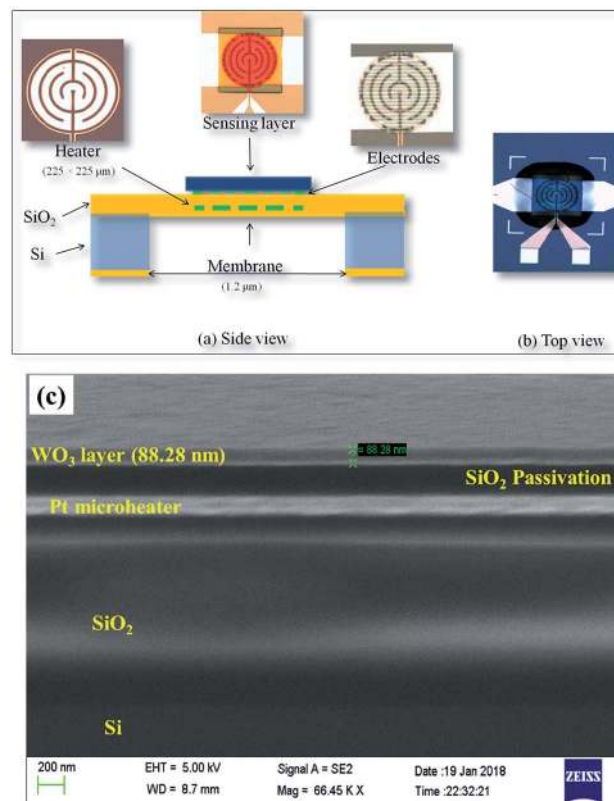 Sensing layer
Heater
(225 × 225 μm)
Electrodes
SiO₂
Si
Membrane
(1.2 μm)
(a) Side view
(b) Top view
(c)
WO₃ layer (88.28 nm)
= 88.28 nm
SiO₂ Passivation
Pt microheater
SiO₂
Si
200 nm
EHT = 5.00 kV
Signal A = SE2
Date :19 Jan 2018
WD = 8.7 mm
Mag = 66.45 K X
Time :22:32:21
ZEISS